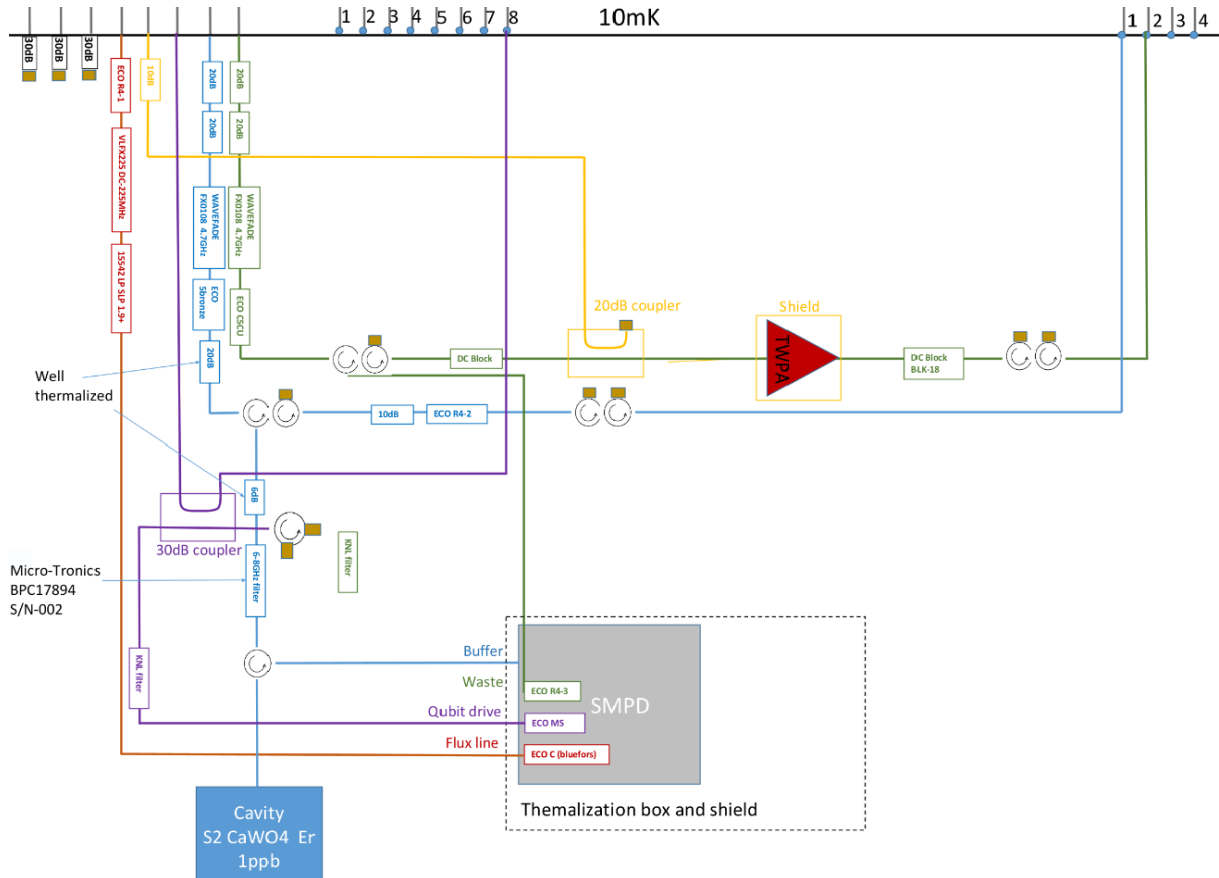 1 2 3 4 5 6 7 8
10mK
1 2 3 4
30dB
30dB
30dB
ECO R4-1
10dB
20dB
20dB
20dB
20dB
VLFX225 DC-225MHz
WAVEFADE
FX0108 4.7GHz
WAVEFADE
FX0108 4.7GHz
15542 LP SLP 1.9+
ECO
5bronze
ECO C5CU
20dB coupler
Shield
TWPA
DC Block
DC Block
BLK-18
20dB
Well
thermalized
10dB
ECO R4-2
6dB
30dB coupler
KNL filter
6-8GHz filter
Micro-Tronics
BPC17894
S/N-002
KNL filter
Buffer
Waste
ECO R4-3
SMPD
Qubit drive
ECO MS
Flux line
ECO C (bluefors)
Themalization box and shield
Cavity
S2 CaWO4 Er
1ppb